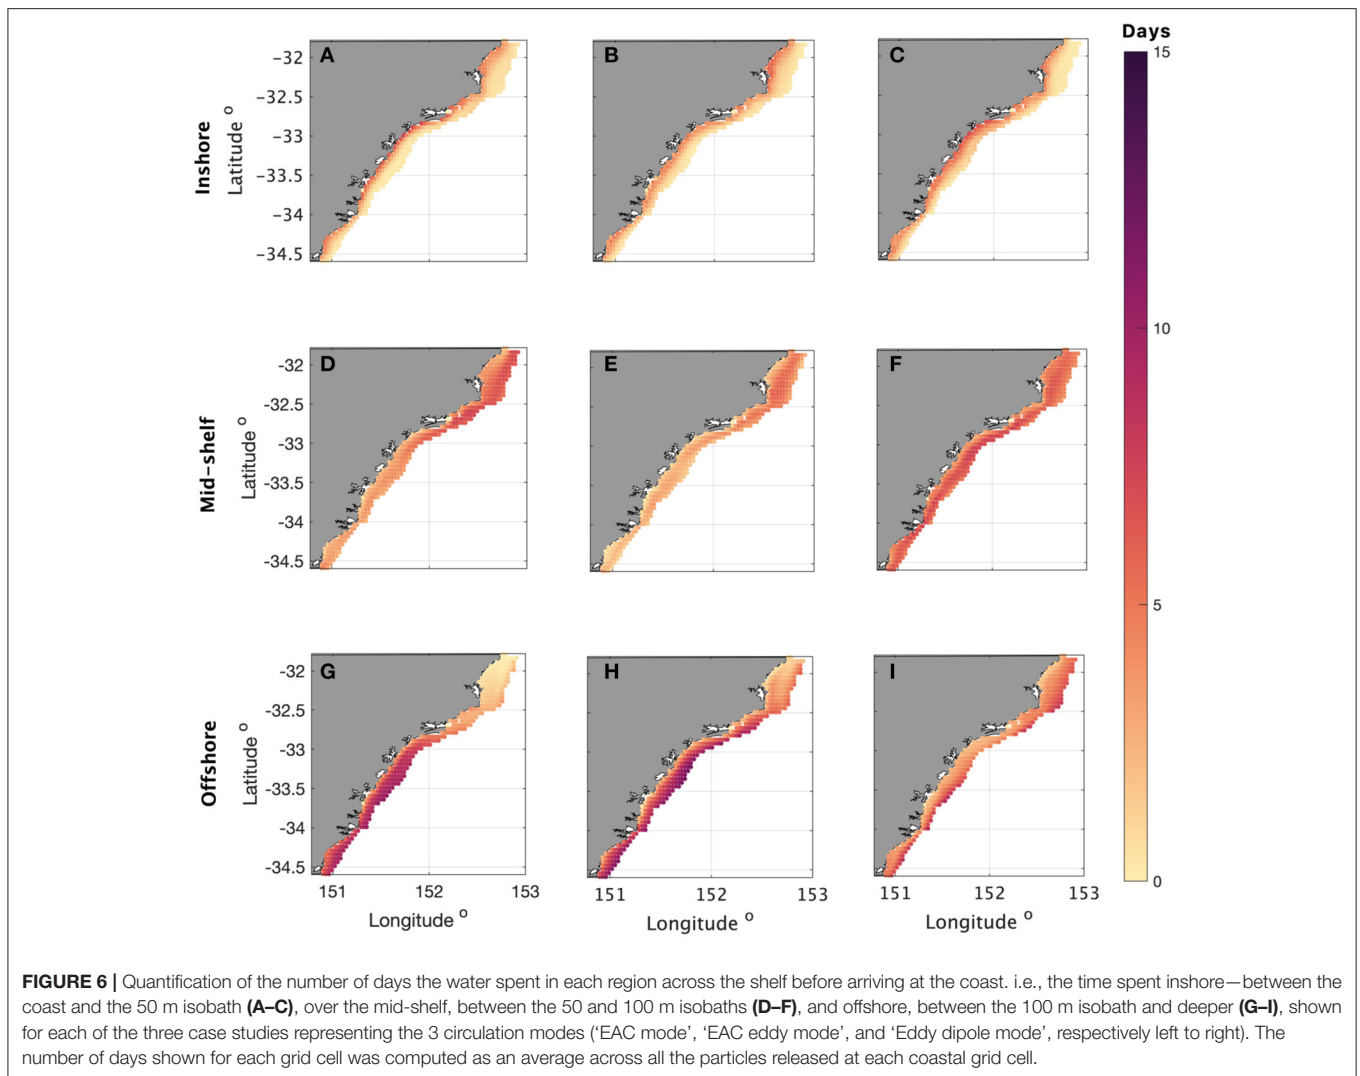 Days
15
10
5
0
Inshore
Latitude °
A
−32
−32.5
−33
−33.5
−34
−34.5
B
C
Mid−shelf
Latitude °
D
-32
-32.5
-33
-33.5
-34
-34.5
E
F
Offshore
Latitude °
G
-32
-32.5
-33
-33.5
-34
-34.5
H
I
151 152 153
151 152 153
151 152 153
Longitude °
Longitude °
Longitude °
FIGURE 6 | Quantification of the number of days the water spent in each region across the shelf before arriving at the coast. i.e., the time spent inshore—between the
coast and the 50 m isobath (A–C), over the mid-shelf, between the 50 and 100 m isobaths (D–F), and offshore, between the 100 m isobath and deeper (G–I), shown
for each of the three case studies representing the 3 circulation modes (‘EAC mode’, ‘EAC eddy mode’, and ‘Eddy dipole mode’, respectively left to right). The
number of days shown for each grid cell was computed as an average across all the particles released at each coastal grid cell.